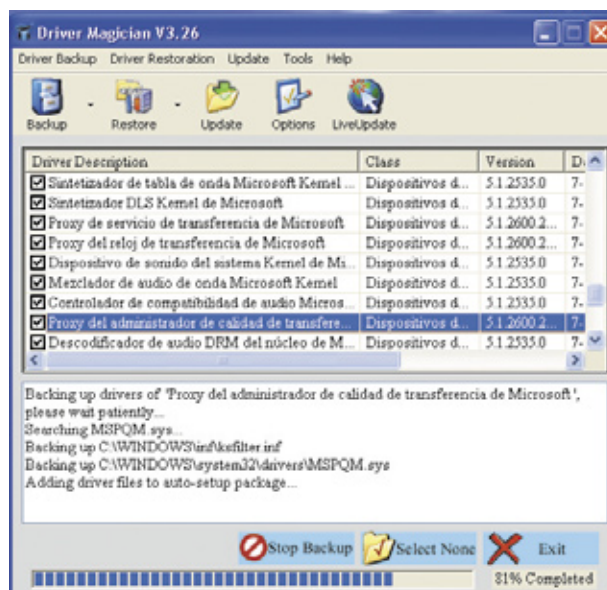 Driver Magician V3.26
Driver Backup Driver Restoration Update Tools Help
Backup Restore Update Options LiveUpdate
Driver Description Class Version D
Sintetizador de tabla de onda Microsoft Kernel ... Dispositivos d... 5.1.2535.0 7-
Sintetizador DLS Kernel de Microsoft Dispositivos d... 5.1.2535.0 7-
Proxy de servicio de transferencia de Microsoft Dispositivos d... 5.1.2600.2... 7-
Proxy del reloj de transferencia de Microsoft Dispositivos d... 5.1.2600.2... 7-
Dispositivo de sonido del sistema Kernel de Mi... Dispositivos d... 5.1.2535.0 7-
Mezclador de audio de onda Microsoft Kernel Dispositivos d... 5.1.2535.0 7-
Controlador de compatibilidad de audio Micros... Dispositivos d... 5.1.2535.0 7-
Proxy del administrador de calidad de transfere... Dispositivos d... 5.1.2600.2... 7-
Descodificador de audio DRM del núcleo de M... Dispositivos d... 5.1.2535.0 7-
Backing up drivers of 'Proxy del administrador de calidad de transferencia de Microsoft',
please wait patiently...
Searching MSPQM.sys...
Backing up C:\WINDOWS\inf\ksfilter.inf
Backing up C:\WINDOWS\system32\drivers\MSPQM.sys
Adding driver files to auto-setup package...
Stop Backup Select None Exit
81% Completed